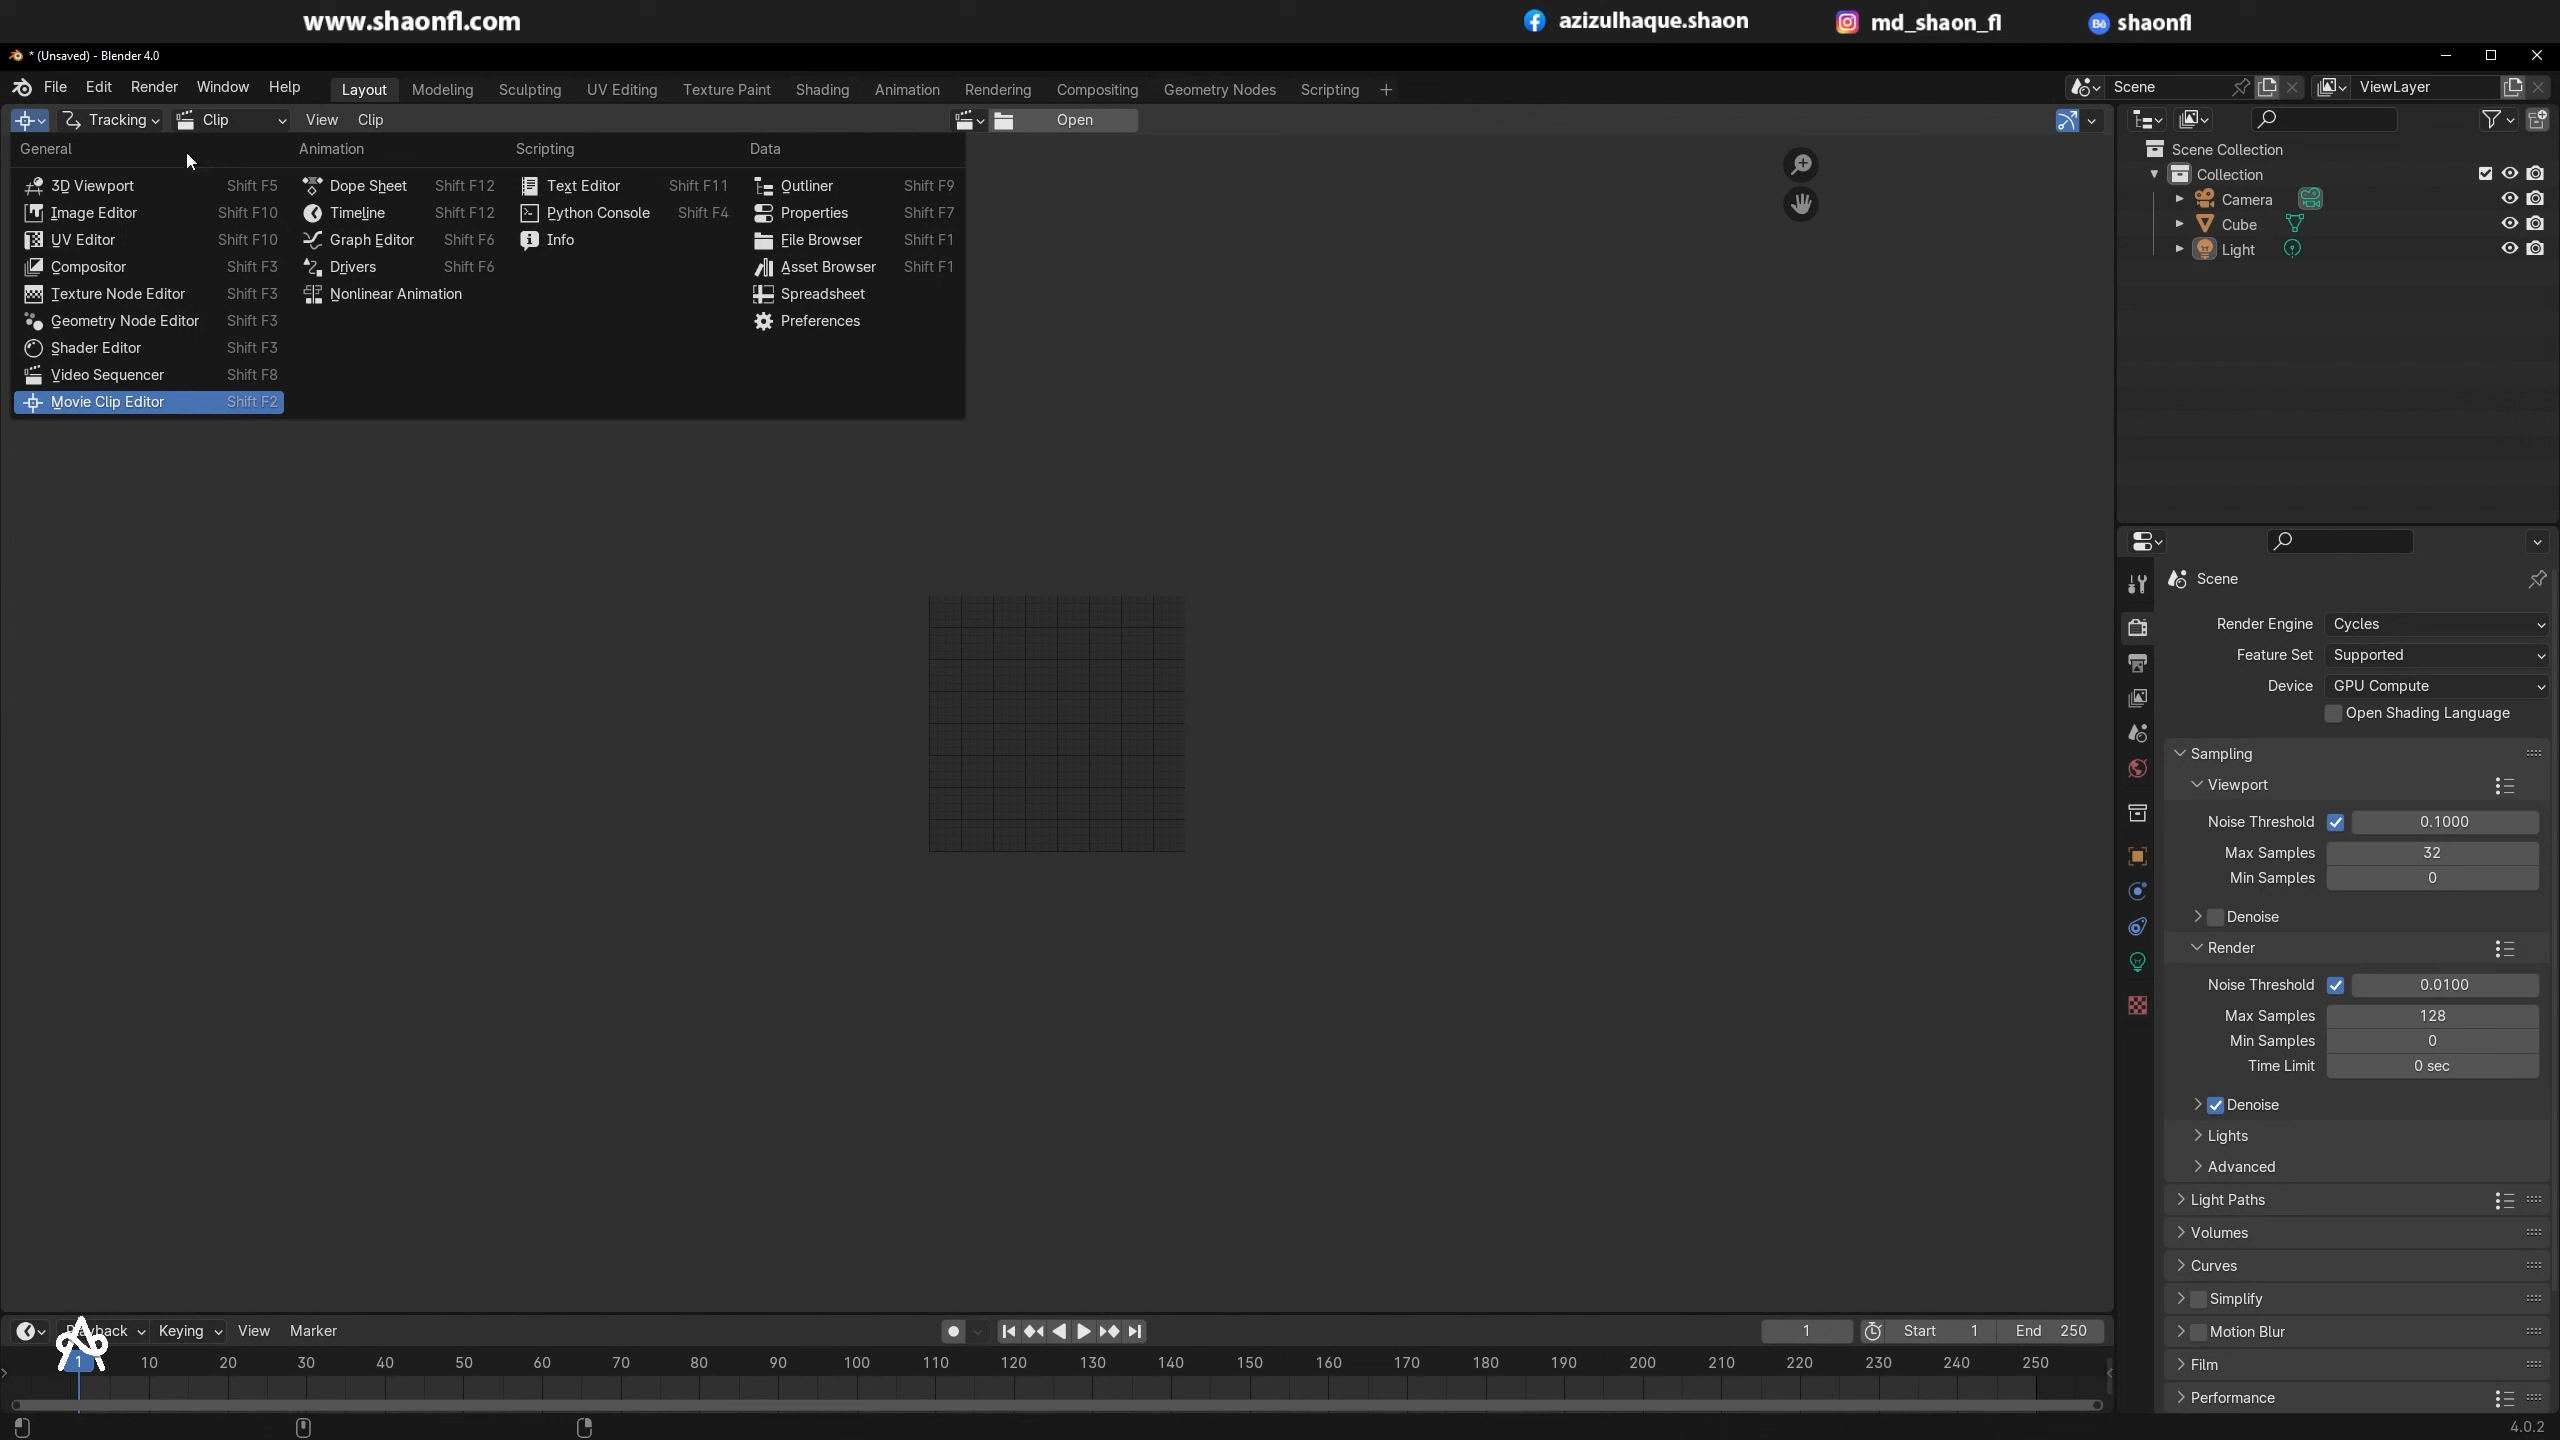 www.shaonfl.com azizulhaque.shaon md_shaon_fl shaonfl
* (Unsaved) - Blender 4.0
File Edit Render Window Help Layout Modeling Sculpting UV Editing Texture Paint Shading Animation Rendering Compositing Geometry Nodes Scripting + Scene ViewLayer
Tracking Clip View Clip Open
General Animation Scripting Data
3D Viewport Shift F5 Dope Sheet Shift F12 Text Editor Shift F11 Outliner Shift F9
Image Editor Shift F10 Timeline Shift F12 Python Console Shift F4 Properties Shift F7
UV Editor Shift F10 Graph Editor Shift F6 Info File Browser Shift F1
Compositor Shift F3 Drivers Shift F6 Asset Browser Shift F1
Texture Node Editor Shift F3 Nonlinear Animation Spreadsheet
Geometry Node Editor Shift F3 Preferences
Shader Editor Shift F3
Video Sequencer Shift F8
Movie Clip Editor Shift F2
Scene Collection
Collection
Camera
Cube
Light
Scene
Render Engine Cycles
Feature Set Supported
Device GPU Compute
Open Shading Language
Sampling
Viewport
Noise Threshold 0.1000
Max Samples 32
Min Samples 0
Denoise
Render
Noise Threshold 0.0100
Max Samples 128
Min Samples 0
Time Limit 0 sec
Denoise
Lights
Advanced
Light Paths
Volumes
Curves
Simplify
Motion Blur
Film
Performance
Keying View Marker 1 Start 1 End 250
1 10 20 30 40 50 60 70 80 90 100 110 120 130 140 150 160 170 180 190 200 210 220 230 240 250
4.0.2